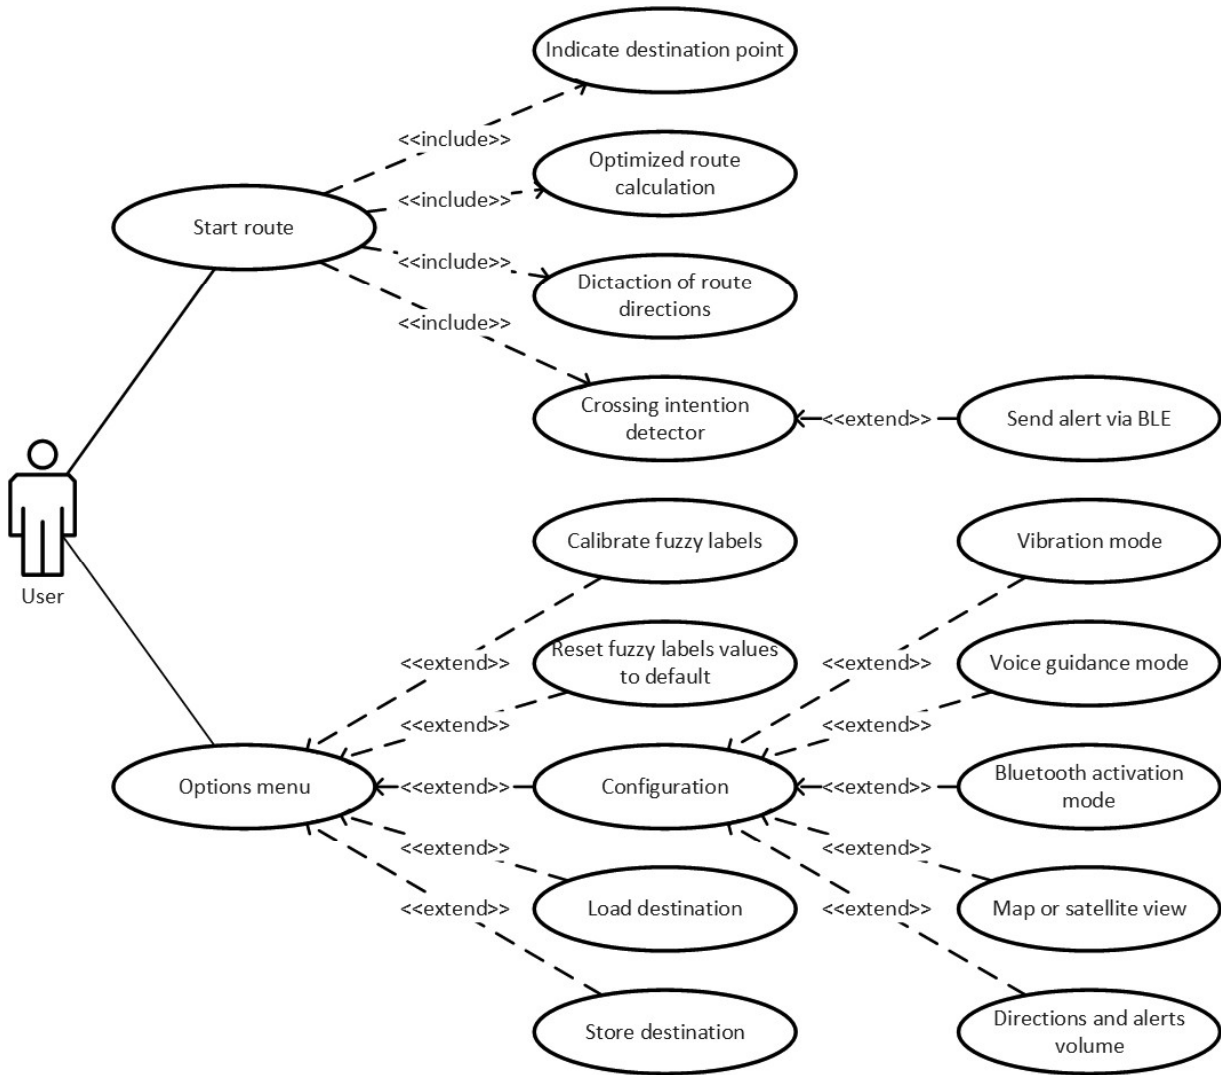 Indicate destination point
<<include>>
Optimized route
calculation
<<include>>
Start route
<<include>>
Dictaction of route
directions
<<include>>
Crossing intention
detector
<<extend>>
Send alert via BLE
User
Calibrate fuzzy labels
Vibration mode
<<extend>>
Reset fuzzy labels values
to default
<<extend>>
Voice guidance mode
<<extend>>
<<extend>>
Options menu
<<extend>>
Configuration
<<extend>>
Bluetooth activation
mode
<<extend>>
<<extend>>
Load destination
Map or satellite view
<<extend>>
<<extend>>
Store destination
Directions and alerts
volume